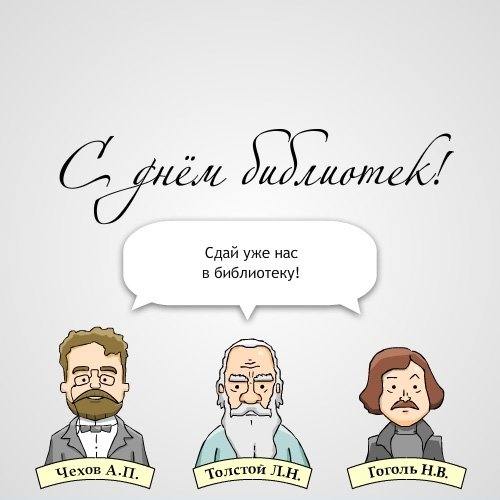 С днём библиотек!
Сдай уже нас
в библиотеку!
Чехов А.П.
Толстой Л.Н.
Гоголь Н.В.